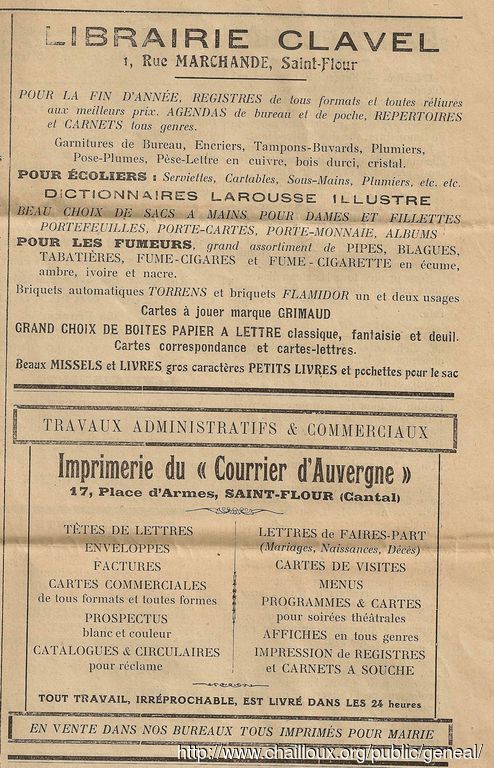 LIBRAIRIE CLAVEL
1, Rue MARCHANDE, Saint-Flour
POUR LA FIN D'ANNÉE, REGISTRES de tous formats et toutes réliures
aux meilleurs prix. AGENDAS de bureau et de poche, REPERTOIRES
et CARNETS tous genres.
Garnitures de Bureau, Encriers, Tampons-Buvards, Plumiers,
Pose-Plumes, Pèse-Lettre en cuivre, bois durci, cristal.
POUR ÉCOLIERS : Serviettes, Cartables, Sous-Mains, Plumiers, etc. etc.
DICTIONNAIRES LAROUSSE ILLUSTRE
BEAU CHOIX DE SACS A MAINS POUR DAMES ET FILLETTES
PORTEFEUILLES, PORTE-CARTES, PORTE-MONNAIE, ALBUMS
POUR LES FUMEURS, grand assortiment de PIPES, BLAGUES,
TABATIÈRES, FUME-CIGARES et FUME-CIGARETTE en écume,
ambre, ivoire et nacre.
Briquets automatiques TORRENS et briquets FLAMIDOR un et deux usages
Cartes à jouer marque GRIMAUD
GRAND CHOIX DE BOITES PAPIER A LETTRE classique, fantaisie et deuil.
Cartes correspondance et cartes-lettres.
Beaux MISSELS et LIVRES gros caractères PETITS LIVRES et pochettes pour le sac
TRAVAUX ADMINISTRATIFS & COMMERCIAUX
Imprimerie du « Courrier d'Auvergne »
17, Place d'Armes, SAINT-FLOUR (Cantal)
TÊTES DE LETTRES
ENVELOPPES
FACTURES
CARTES COMMERCIALES
de tous formats et toutes formes
PROSPECTUS
blanc et couleur
CATALOGUES & CIRCULAIRES
pour réclame
LETTRES DE FAIRES-PART
(Mariages, Naissances, Décès)
CARTES DE VISITES
MENUS
PROGRAMMES & CARTES
pour soirées théâtrales
AFFICHES en tous genres
IMPRESSION de REGISTRES
et CARNETS A SOUCHE
TOUT TRAVAIL, IRRÉPROCHABLE, EST LIVRÉ DANS LES 24 heures
EN VENTE DANS NOS BUREAUX TOUS IMPRIMÉS POUR MAIRIE
http://www.chailloux.org/public/geneal/